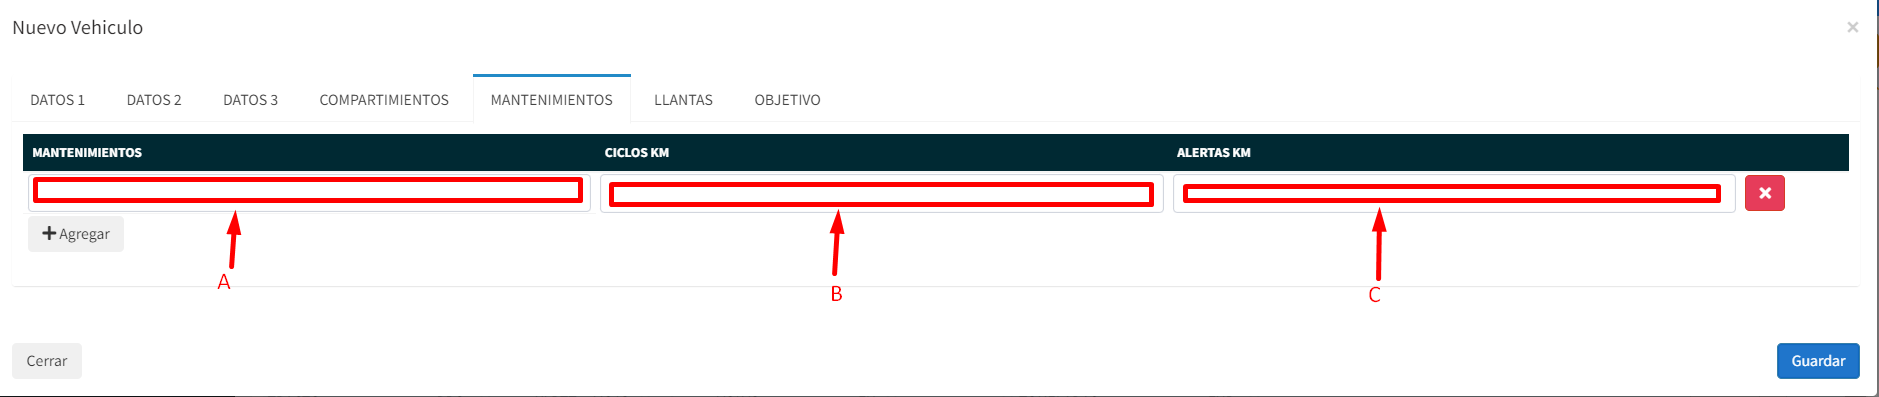 Nuevo Vehiculo ×
DATOS 1 DATOS 2 DATOS 3 COMPARTIMIENTOS MANTENIMIENTOS LLANTAS OBJETIVO
MANTENIMIENTOS CICLOS KM ALERTAS KM
+ Agregar
A B C
Cerrar Guardar